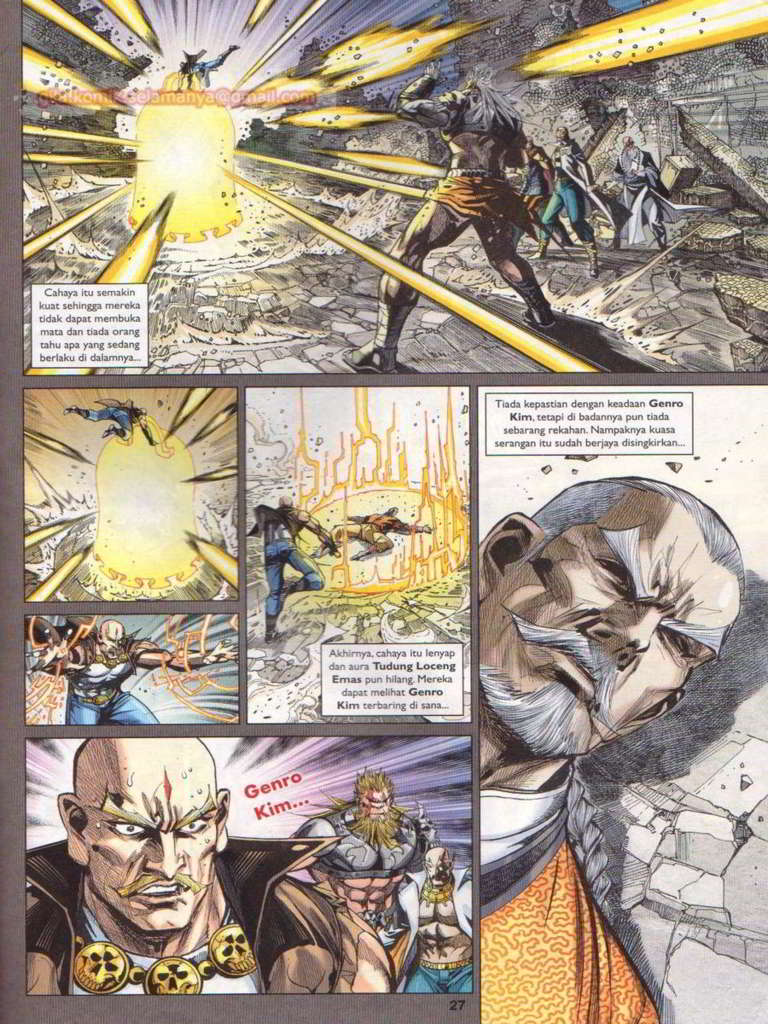 grafkomik_selamanya@gmail.com
Cahaya itu semakin
kuat sehingga mereka
tidak dapat membuka
mata dan tiada orang
tahu apa yang sedang
berlaku di dalamnya...
Akhirnya, cahaya itu lenyap
dan aura Tudung Loceng
Emas pun hilang. Mereka
dapat melihat Genro
Kim terbaring di sana...
Tiada kepastian dengan keadaan Genro
Kim, tetapi di badannya pun tiada
sebarang rekahan. Nampaknya kuasa
serangan itu sudah berjaya disingkirkan...
Genro
Kim...
27